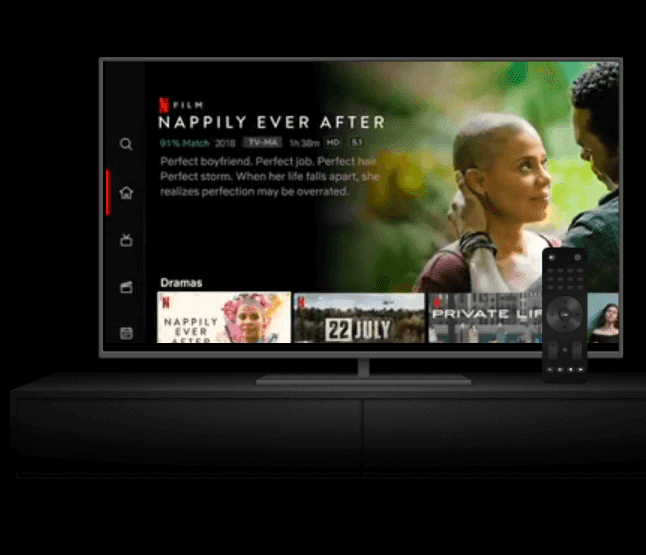 N FILM
NAPPILY EVER AFTER
91% Match 2018 TV-MA 1h 38m HD 5.1
Perfect boyfriend. Perfect job. Perfect hair.
Perfect storm. When her life falls apart, she
realizes perfection may be overrated.
Dramas
N
NAPPILY
EVER
AFTER
N
22 JULY
N
PRIVATE LIF